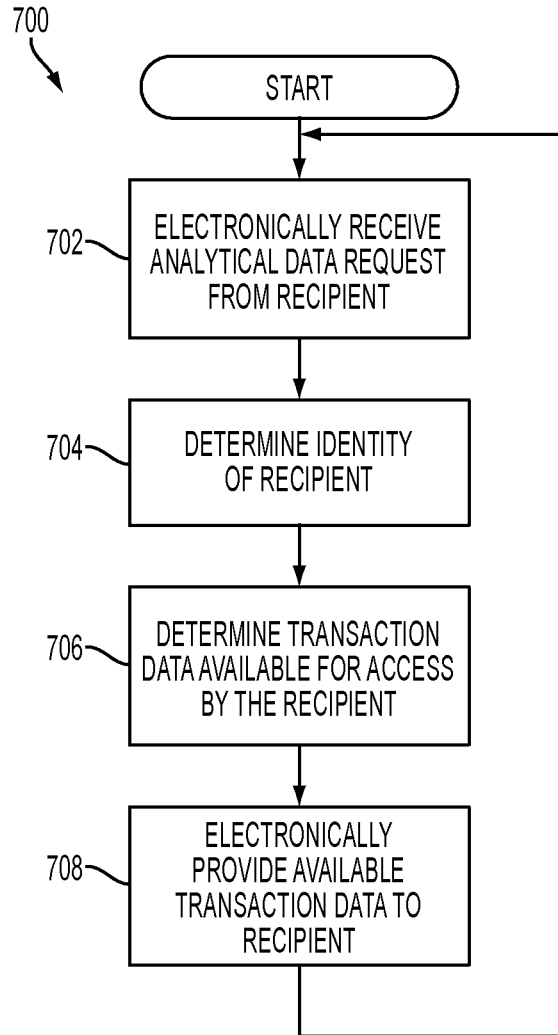 700
START
702
ELECTRONICALLY RECEIVE
ANALYTICAL DATA REQUEST
FROM RECIPIENT
704
DETERMINE IDENTITY
OF RECIPIENT
706
DETERMINE TRANSACTION
DATA AVAILABLE FOR ACCESS
BY THE RECIPIENT
708
ELECTRONICALLY
PROVIDE AVAILABLE
TRANSACTION DATA TO
RECIPIENT